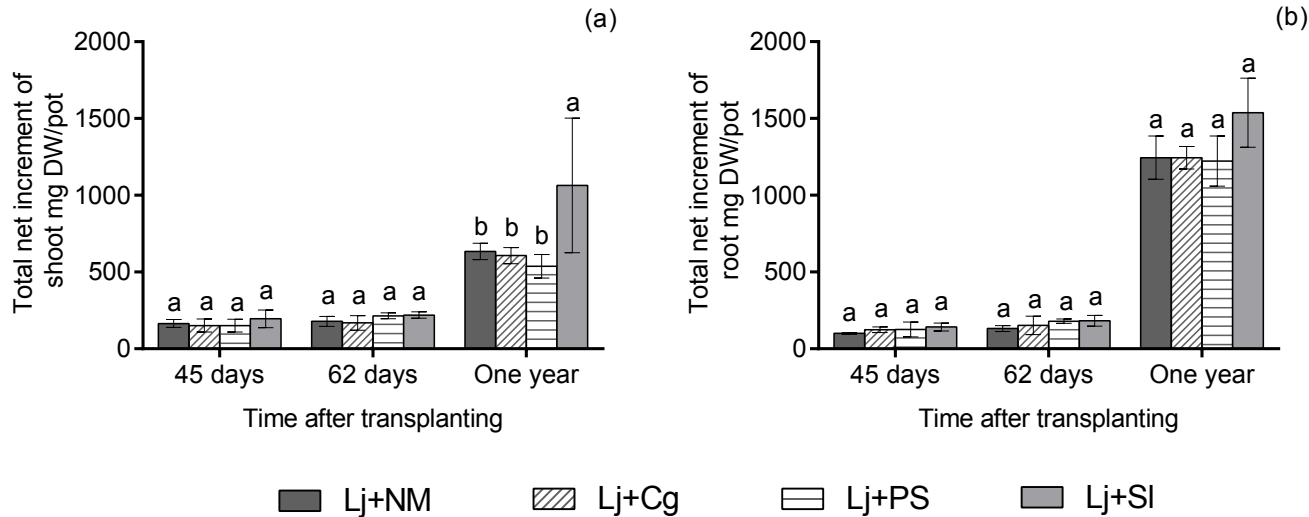 (a)
Total net increment of
shoot mg DW/pot
2000
1500
1000
500
0
a a a a
a a a a
b b b a
45 days 62 days One year
Time after transplanting
(b)
Total net increment of
root mg DW/pot
2000
1500
1000
500
0
a a a a
a a a a
a a a a
45 days 62 days One year
Time after transplanting
Lj+NM Lj+Cg Lj+PS Lj+SI